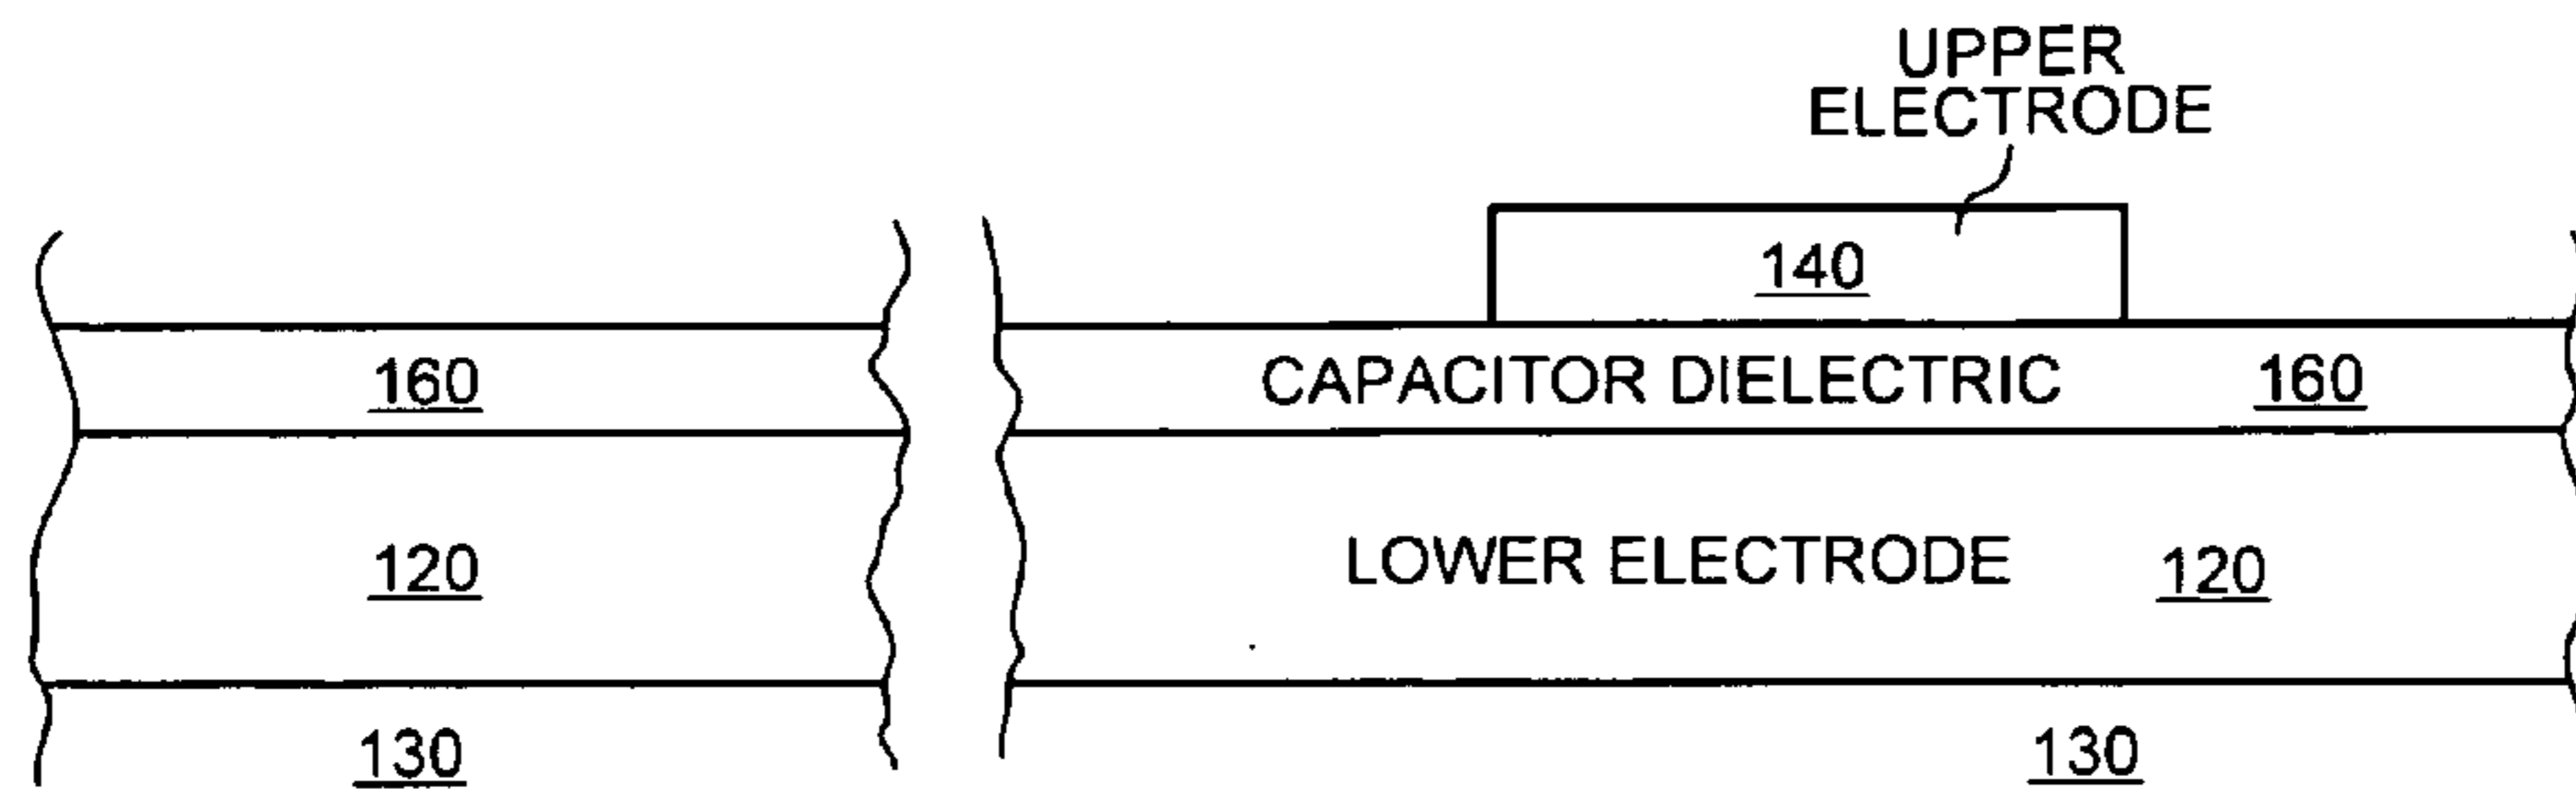 UPPER
ELECTRODE
140
160
CAPACITOR DIELECTRIC 160
120
LOWER ELECTRODE 120
130
130